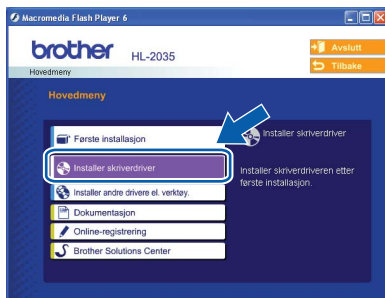 Macromedia Flash Player 6
brother HL-2035
Avslutt
Tilbake
Hovedmeny
Hovedmeny
Første installasjon
Installer skriverdriver
Installer andre drivere el. verktøy.
Dokumentasjon
Online-registrering
Brother Solutions Center
Installer skriverdriver
Installer skriverdriveren etter
første installasjon.